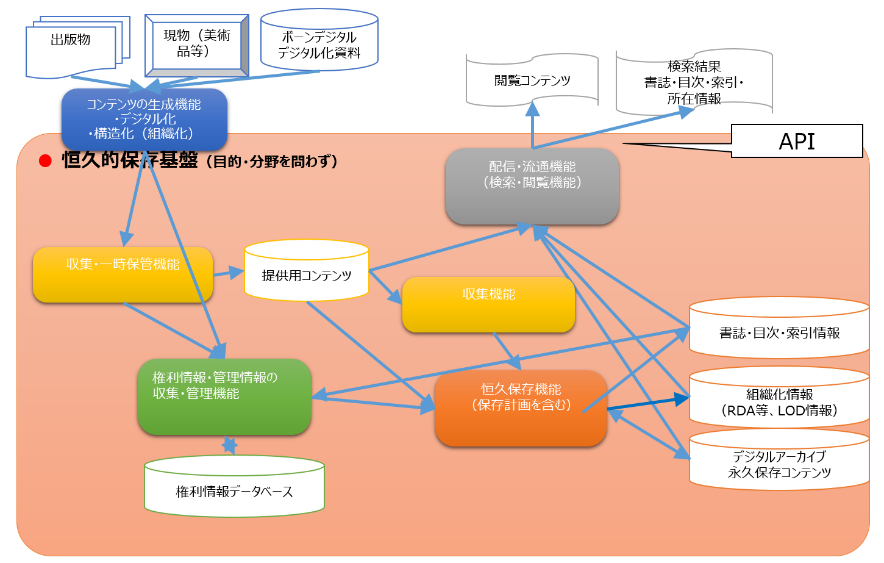 出版物
現物（美術
品等）
ボーンデジタル
デジタル化資料
閲覧コンテンツ
検索結果
書誌・目次・索引・
所在情報
コンテンツの生成機能
・デジタル化
・構造化（組織化）
API
● 恒久的保存基盤（目的・分野を問わず）
配信・流通機能
（検索・閲覧機能）
収集・一時保管機能
提供用コンテンツ
収集機能
書誌・目次・索引情報
権利情報・管理情報の
収集・管理機能
恒久保存機能
（保存計画を含む）
組織化情報
（RDA等、LOD情報）
デジタルアーカイブ
永久保存コンテンツ
権利情報データベース